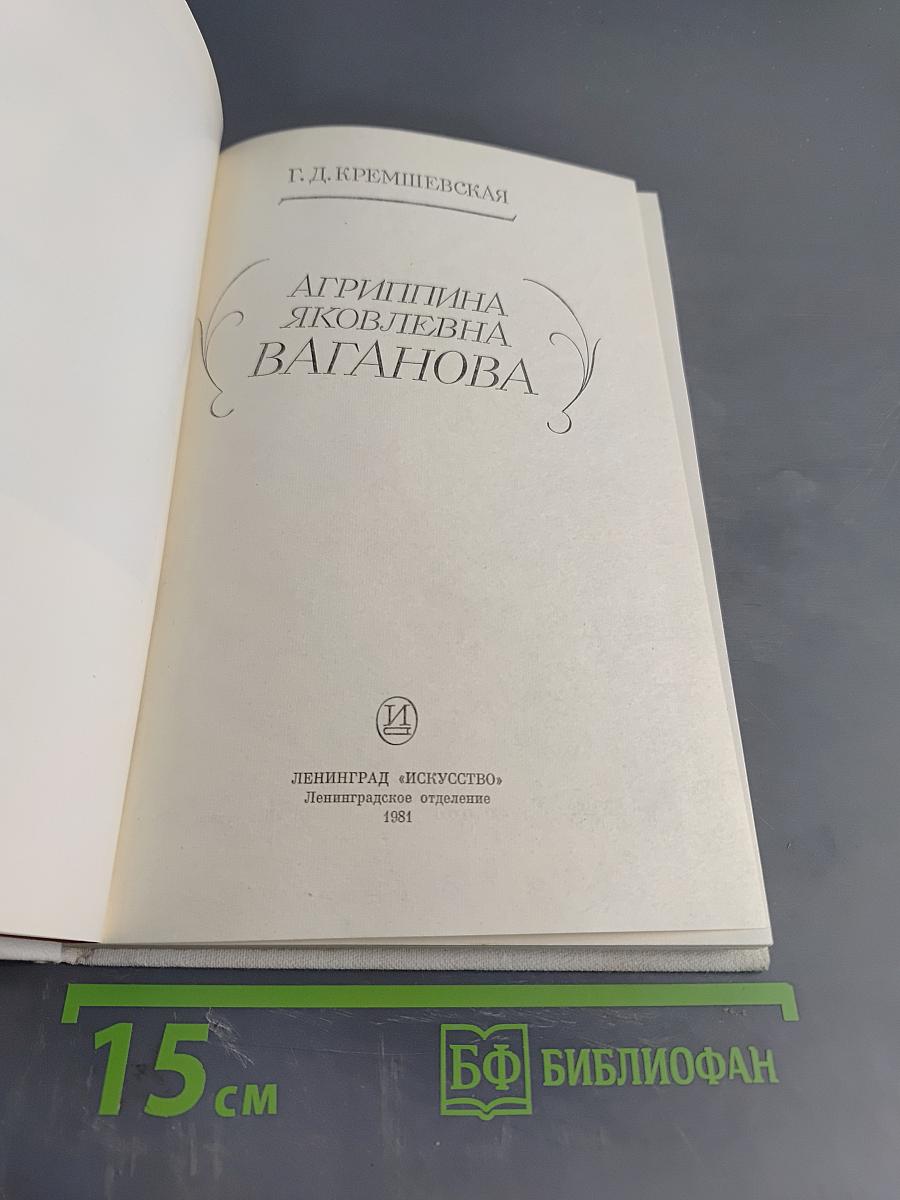 Г. Д. КРЕМШЕВСКАЯ
АГРИППИНА
ЯКОВЛЕВНА
ВАГАНОВА
И
ЛЕНИНГРАД «ИСКУССТВО»
Ленинградское отделение
1981
15 см
БФ БИБЛИОФАН